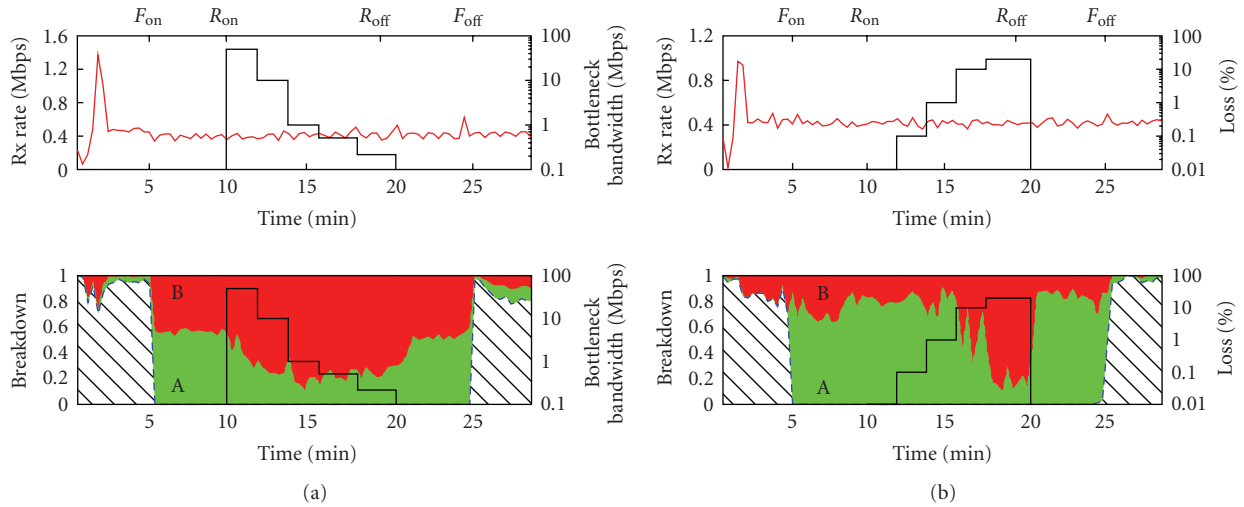 F_on R_on R_off F_off
Rx rate (Mbps)
1.6
1.2
0.8
0.4
0
100
10
1
0.1
Bottleneck
bandwidth (Mbps)
5 10 15 20 25
Time (min)
Breakdown
1
0.8
0.6
0.4
0.2
0
B
A
100
10
1
0.1
Bottleneck
bandwidth (Mbps)
5 10 15 20 25
Time (min)
(a)
F_on R_on R_off F_off
Rx rate (Mbps)
1.2
0.8
0.4
0
100
10
1
0.1
0.01
Loss (%)
5 10 15 20 25
Time (min)
Breakdown
1
0.8
0.6
0.4
0.2
0
B
A
100
10
1
0.1
0.01
Loss (%)
5 10 15 20 25
Time (min)
(b)